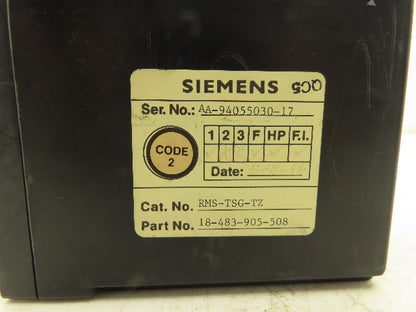 SIEMENS QC5
Ser. No.: AA-94055030-17
CODE
2
1 2 3 F HP F.I.
Date:
Cat. No. RMS-TSG-TZ
Part No. 18-483-905-508